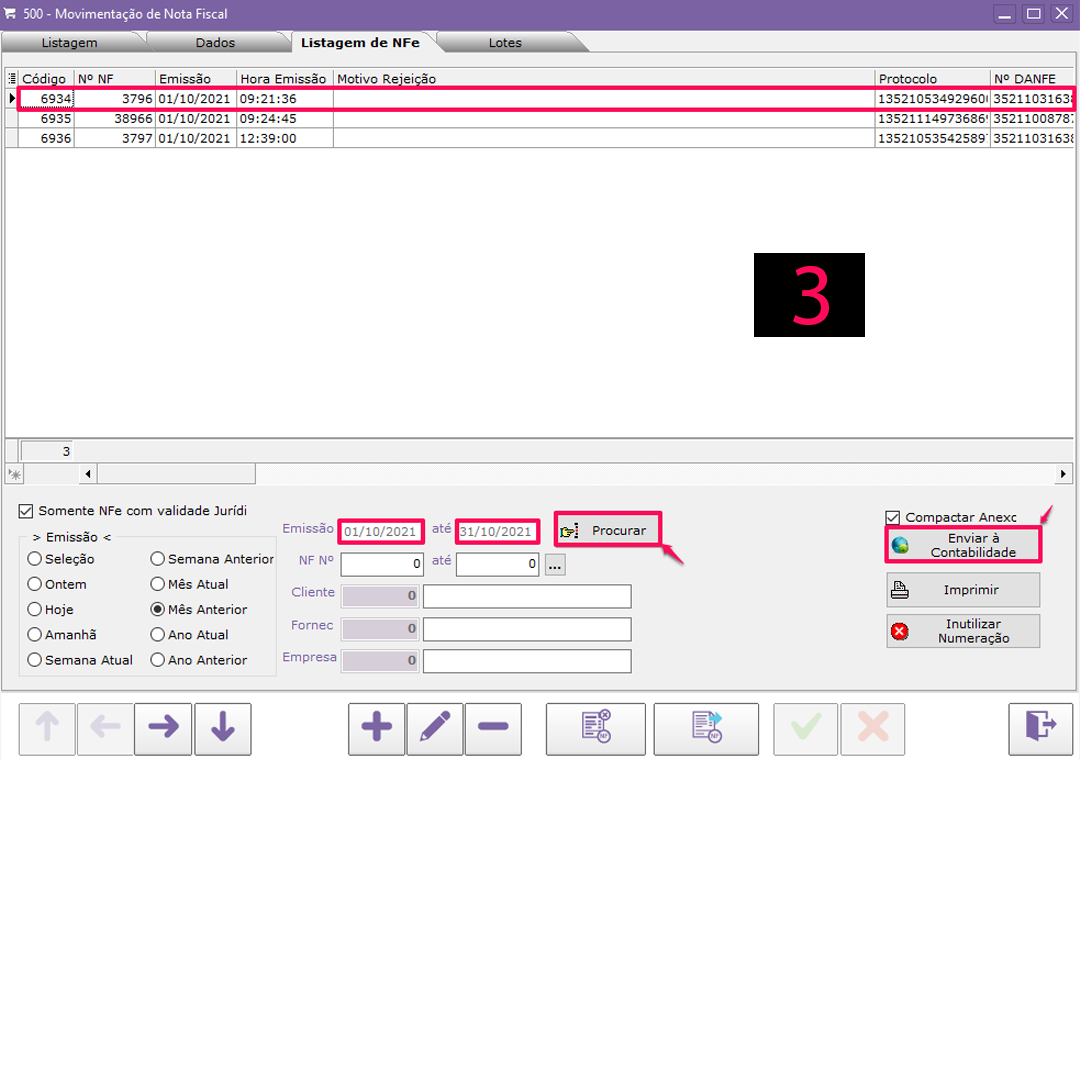 500 - Movimentação de Nota Fiscal
Listagem Dados Listagem de NFe Lotes
Código Nº NF Emissão Hora Emissão Motivo Rejeição Protocolo Nº DANFE
6934 3796 01/10/2021 09:21:36 13521053492960 35211031638
6935 38966 01/10/2021 09:24:45 13521114973686 3521100878
6936 3797 01/10/2021 12:39:00 13521053542589 35211031638
3
3
Somente NFe com validade Jurídi
> Emissão <
Seleção Semana Anterior
Ontem Mês Atual
Hoje Mês Anterior
Amanhã Ano Atual
Semana Atual Ano Anterior
Emissão 01/10/2021 até 31/10/2021 Procurar
NF Nº 0 até 0 ...
Cliente 0
Fornec 0
Empresa 0
Compactar Anexc
Enviar à
Contabilidade
Imprimir
Inutilizar
Numeração